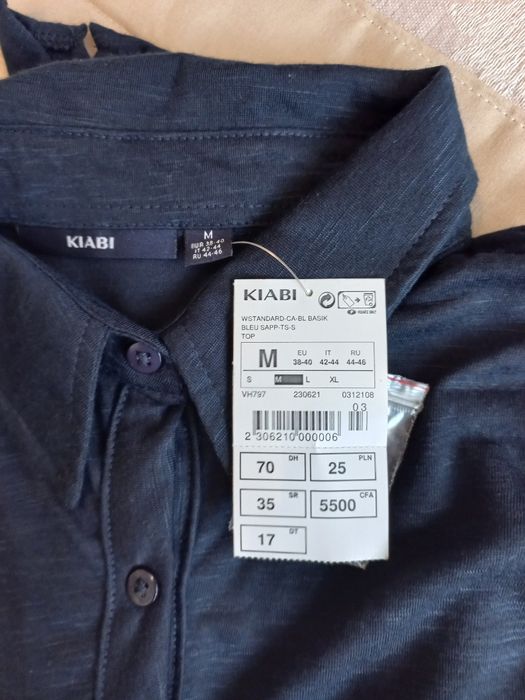 KIABI
M
EUR 38-40
IT 42-44
RU 44-46
KIABI
WSTANDARD-CA-BL BASIK
BLEU SAPP-TS-S
TOP
M EU IT RU
38-40 42-44 44-46
S M L XL
VH797 230621 0312108
03
2 306210 000006
70 DH 25 PLN
35 SR 5500 CFA
17 DT